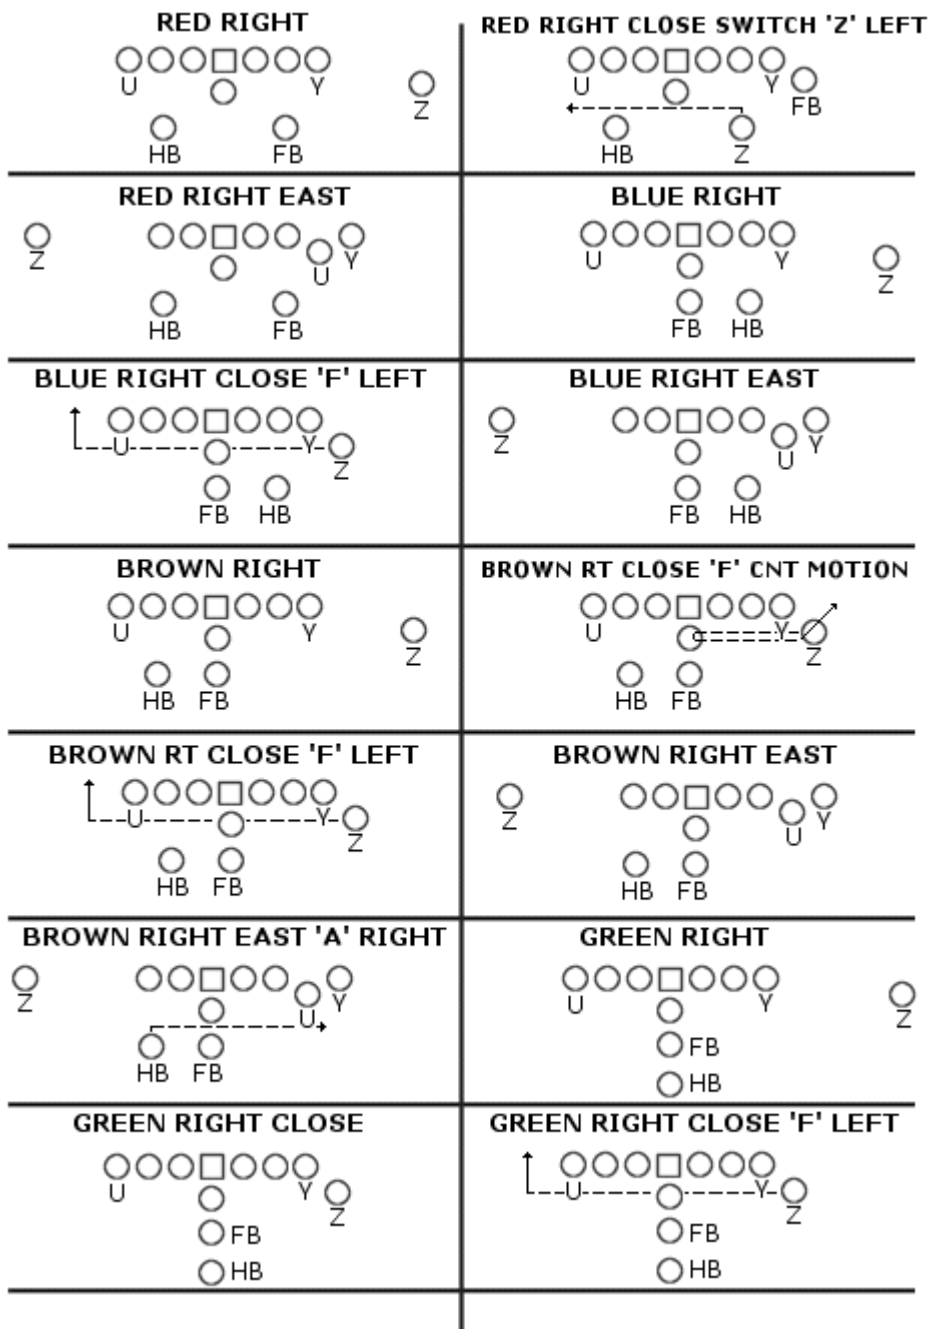 RED RIGHT
U Y Z
HB FB
RED RIGHT CLOSE SWITCH 'Z' LEFT
U Y FB
HB Z
RED RIGHT EAST
Z U Y
HB FB
BLUE RIGHT
U Y Z
FB HB
BLUE RIGHT CLOSE 'F' LEFT
U Y Z
FB HB
BLUE RIGHT EAST
Z U Y
FB HB
BROWN RIGHT
U Y Z
HB FB
BROWN RT CLOSE 'F' CNT MOTION
U Y Z
HB FB
BROWN RT CLOSE 'F' LEFT
U Y Z
HB FB
BROWN RIGHT EAST
Z U Y
HB FB
BROWN RIGHT EAST 'A' RIGHT
Z U Y
HB FB
GREEN RIGHT
U Y Z
FB
HB
GREEN RIGHT CLOSE
U Y Z
FB
HB
GREEN RIGHT CLOSE 'F' LEFT
U Y Z
FB
HB